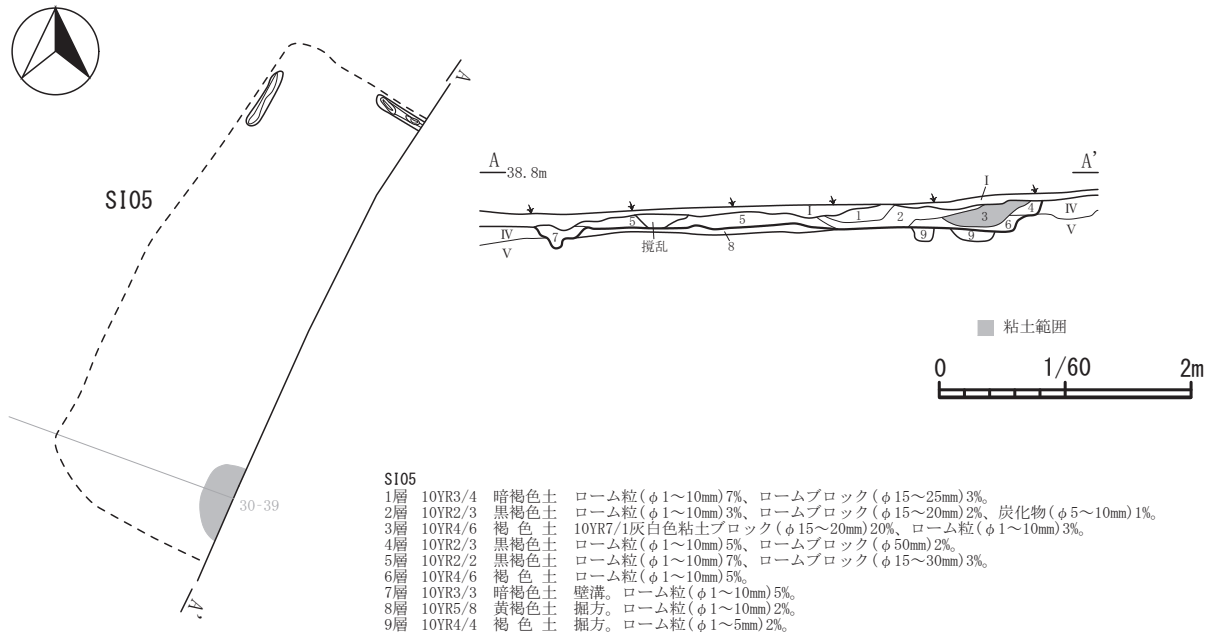 SI05
A
A'
30-39
A
38.8m
A'
I
I
1
2
3
4
5
5
6
7
8
9
9
IV
V
IV
V
撹乱
粘土範囲
0 1/60 2m
SI05
1層 10YR3/4 暗褐色土 ローム粒(φ1～10mm)7%、ロームブロック(φ15～25mm)3%。
2層 10YR2/3 黒褐色土 ローム粒(φ1～10mm)3%、ロームブロック(φ15～20mm)2%、炭化物(φ5～10mm)1%。
3層 10YR4/6 褐 色 土 10YR7/1灰白色粘土ブロック(φ15～20mm)20%、ローム粒(φ1～10mm)3%。
4層 10YR2/3 黒褐色土 ローム粒(φ1～10mm)5%、ロームブロック(φ50mm)2%。
5層 10YR2/2 黒褐色土 ローム粒(φ1～10mm)7%、ロームブロック(φ15～30mm)3%。
6層 10YR4/6 褐 色 土 ローム粒(φ1～10mm)5%。
7層 10YR3/3 暗褐色土 壁溝。ローム粒(φ1～10mm)5%。
8層 10YR5/8 黄褐色土 掘方。ローム粒(φ1～10mm)2%。
9層 10YR4/4 褐 色 土 掘方。ローム粒(φ1～5mm)2%。